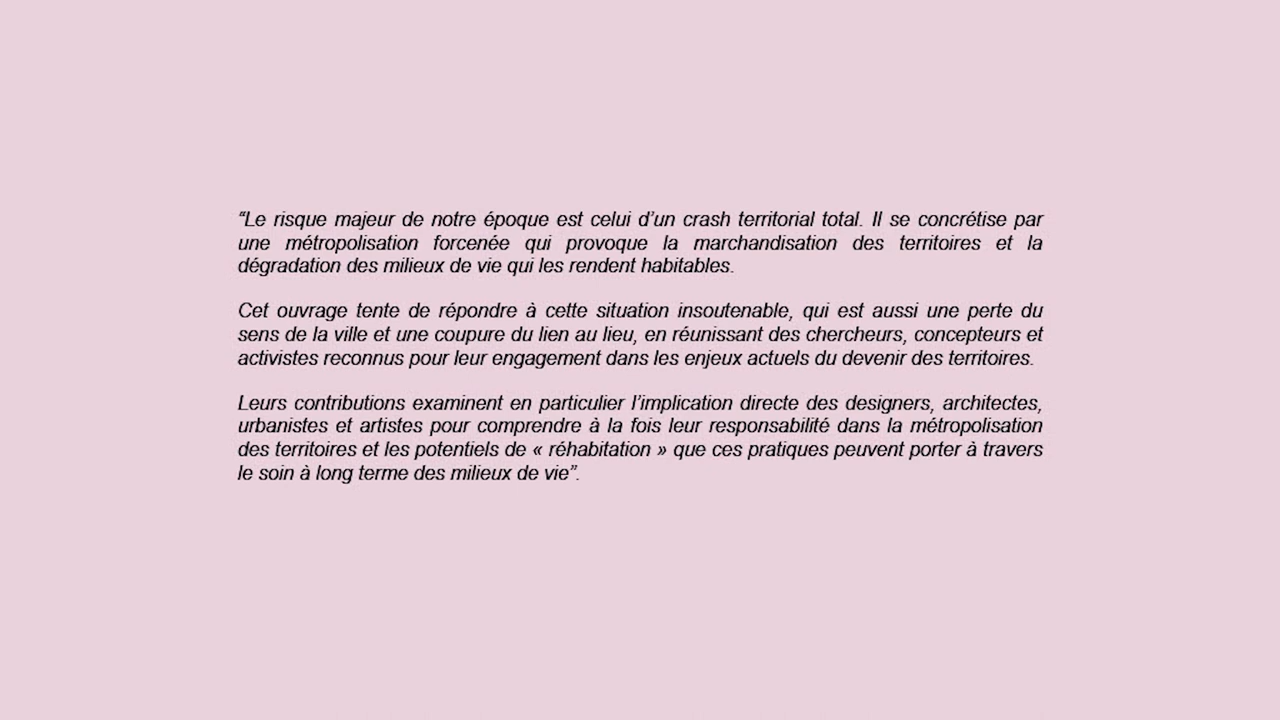 “Le risque majeur de notre époque est celui d’un crash territorial total. Il se concrétise par
une métropolisation forcenée qui provoque la marchandisation des territoires et la
dégradation des milieux de vie qui les rendent habitables.
Cet ouvrage tente de répondre à cette situation insoutenable, qui est aussi une perte du
sens de la ville et une coupure du lien au lieu, en réunissant des chercheurs, concepteurs et
activistes reconnus pour leur engagement dans les enjeux actuels du devenir des territoires.
Leurs contributions examinent en particulier l’implication directe des designers, architectes,
urbanistes et artistes pour comprendre à la fois leur responsabilité dans la métropolisation
des territoires et les potentiels de « réhabitation » que ces pratiques peuvent porter à travers
le soin à long terme des milieux de vie”.